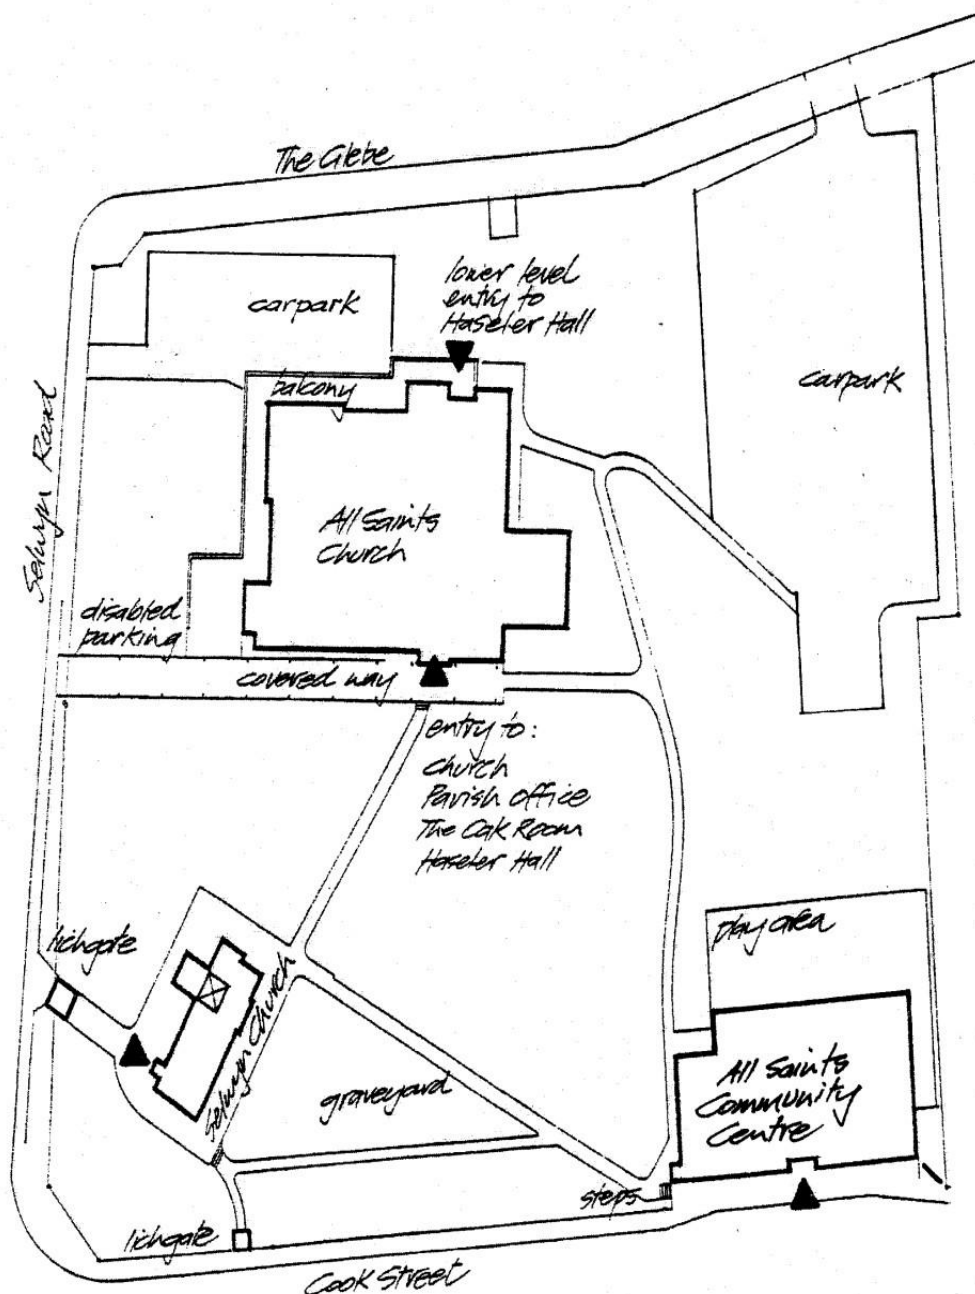 The Glebe
carpark
lower level
entry to
Haseler Hall
balcony
carpark
Selwyn Road
All Saints
Church
disabled
parking
covered way
entry to:
Church
Parish Office
The Oak Room
Haseler Hall
lichgate
play area
Selwyn Church
graveyard
All Saints
Community
Centre
steps
lichgate
Cook Street